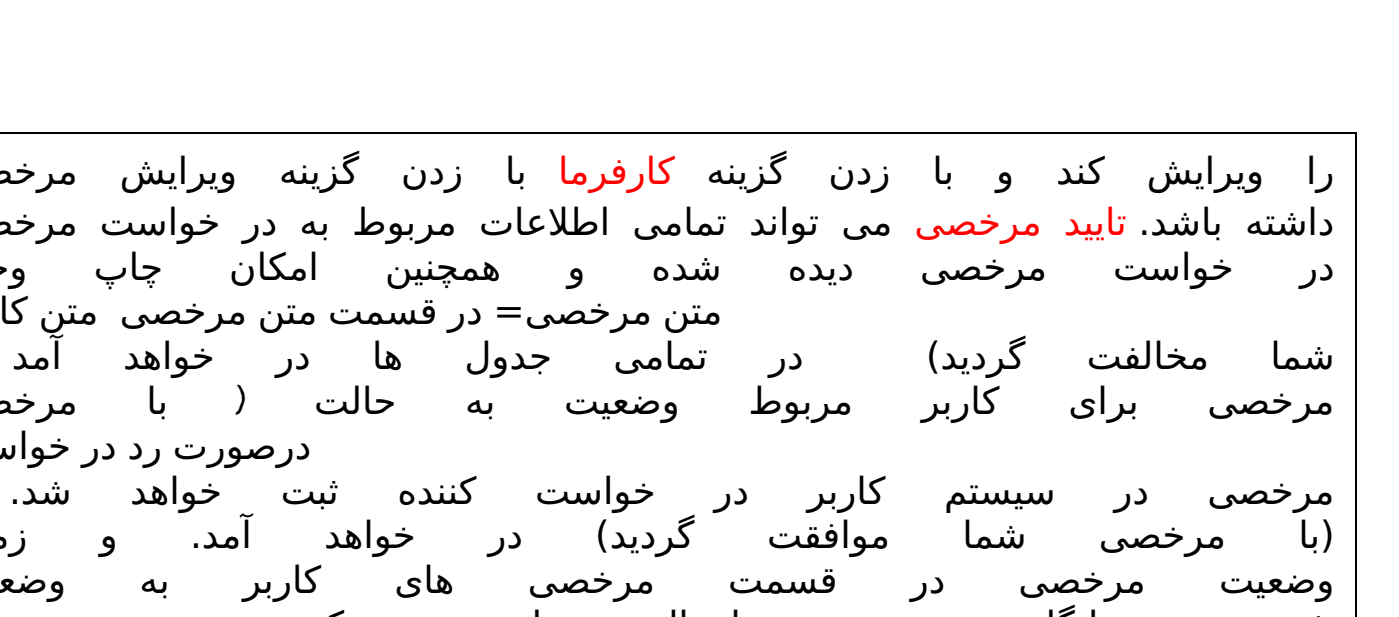 را ویرایش کند و با زدن گزینه کارفرما با زدن گزینه ویرایش
داشته باشد. تایید مرخصی می تواند تمامی اطلاعات مربوط به در خواست
در خواست مرخصی دیده شده و همچنین امکان چاپ
متن مرخصی= در قسمت متن مرخصی متن
شما مخالفت گردید) در تمامی جدول ها در خواهد آمد
مرخصی برای کاربر مربوط وضعیت به حالت ( با
درصورت رد در
مرخصی در سیستم کاربر در خواست کننده ثبت خواهد شد.
(با مرخصی شما موافقت گردید) در خواهد آمد. و
وضعیت مرخصی در قسمت مرخصی های کاربر به